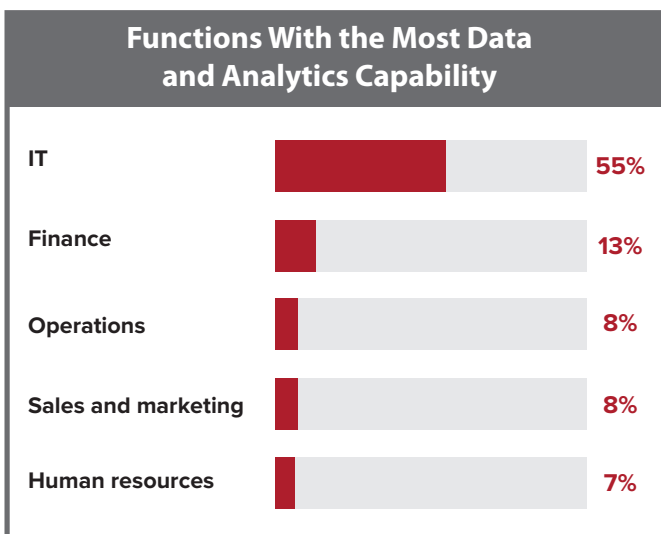 Functions With the Most Data
and Analytics Capability
IT 55%
Finance 13%
Operations 8%
Sales and marketing 8%
Human resources 7%